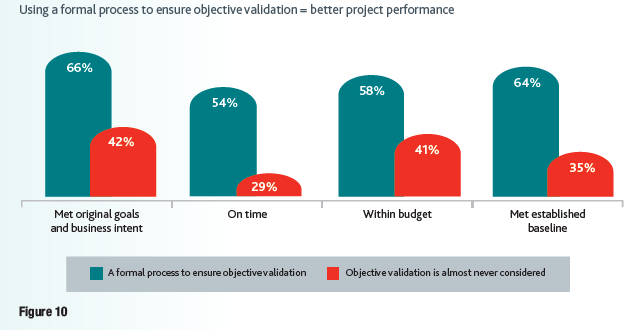 Using a formal process to ensure objective validation = better project performance
66%
42%
54%
29%
58%
41%
64%
35%
Met original goals
and business intent
On time
Within budget
Met established
baseline
A formal process to ensure objective validation
Objective validation is almost never considered
Figure 10